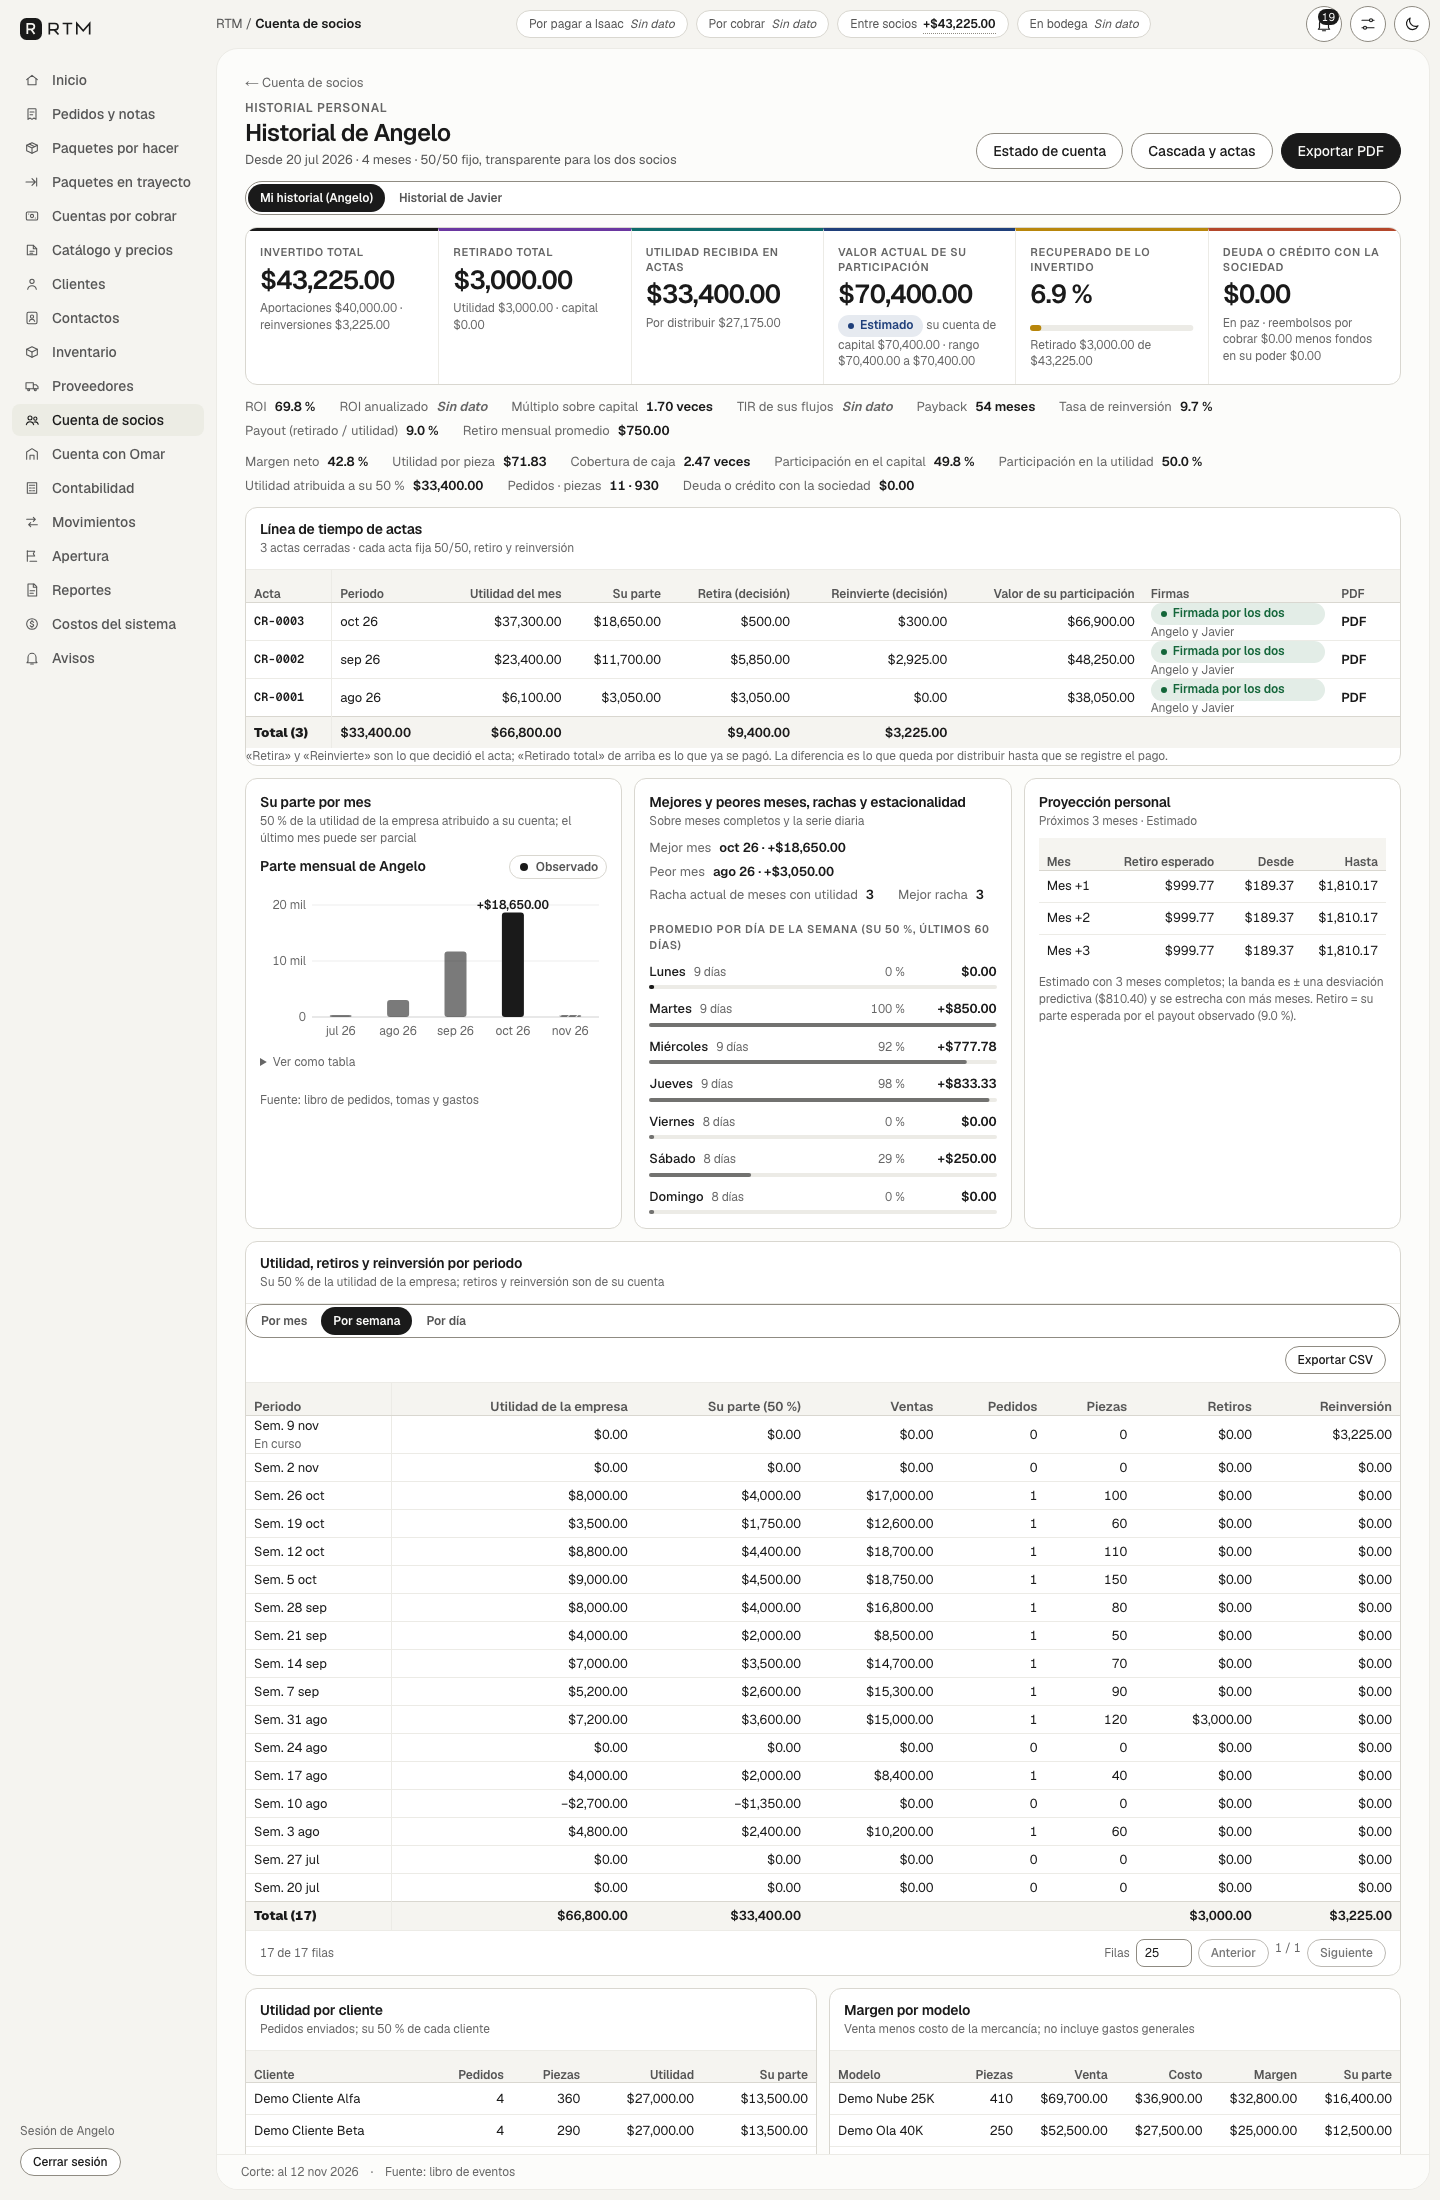 R RTM
RTM / Cuenta de socios
Por pagar a Isaac Sin dato
Por cobrar Sin dato
Entre socios +$43,225.00
En bodega Sin dato
19
Inicio
Pedidos y notas
Paquetes por hacer
Paquetes en trayecto
Cuentas por cobrar
Catálogo y precios
Clientes
Contactos
Inventario
Proveedores
Cuenta de socios
Cuenta con Omar
Contabilidad
Movimientos
Apertura
Reportes
Costos del sistema
Avisos
Sesión de Angelo
Cerrar sesión
← Cuenta de socios
HISTORIAL PERSONAL
Historial de Angelo
Desde 20 jul 2026 · 4 meses · 50/50 fijo, transparente para los dos socios
Estado de cuenta
Cascada y actas
Exportar PDF
Mi historial (Angelo)
Historial de Javier
INVERTIDO TOTAL
$43,225.00
Aportaciones $40,000.00 ·
reinversiones $3,225.00
RETIRADO TOTAL
$3,000.00
Utilidad $3,000.00 · capital
$0.00
UTILIDAD RECIBIDA EN
ACTAS
$33,400.00
Por distribuir $27,175.00
VALOR ACTUAL DE SU
PARTICIPACIÓN
$70,400.00
Estimado su cuenta de
capital $70,400.00 · rango
$70,400.00 a $70,400.00
RECUPERADO DE LO
INVERTIDO
6.9 %
Retirado $3,000.00 de
$43,225.00
DEUDA O CRÉDITO CON LA
SOCIEDAD
$0.00
En paz · reembolsos por
cobrar $0.00 menos fondos
en su poder $0.00
ROI 69.8 % ROI anualizado Sin dato Múltiplo sobre capital 1.70 veces TIR de sus flujos Sin dato Payback 54 meses Tasa de reinversión 9.7 %
Payout (retirado / utilidad) 9.0 % Retiro mensual promedio $750.00
Margen neto 42.8 % Utilidad por pieza $71.83 Cobertura de caja 2.47 veces Participación en el capital 49.8 % Participación en la utilidad 50.0 %
Utilidad atribuida a su 50 % $33,400.00 Pedidos · piezas 11 · 930 Deuda o crédito con la sociedad $0.00
Línea de tiempo de actas
3 actas cerradas · cada acta fija 50/50, retiro y reinversión
Acta Periodo Utilidad del mes Su parte Retira (decisión) Reinvierte (decisión) Valor de su participación Firmas PDF
CR-0003 oct 26 $37,300.00 $18,650.00 $500.00 $300.00 $66,900.00 Firmada por los dos PDF
Angelo y Javier
CR-0002 sep 26 $23,400.00 $11,700.00 $5,850.00 $2,925.00 $48,250.00 Firmada por los dos PDF
Angelo y Javier
CR-0001 ago 26 $6,100.00 $3,050.00 $3,050.00 $0.00 $38,050.00 Firmada por los dos PDF
Angelo y Javier
Total (3) $33,400.00 $66,800.00 $9,400.00 $3,225.00
«Retira» y «Reinvierte» son lo que decidió el acta; «Retirado total» de arriba es lo que ya se pagó. La diferencia es lo que queda por distribuir hasta que se registre el pago.
Su parte por mes
50 % de la utilidad de la empresa atribuido a su cuenta; el
último mes puede ser parcial
Parte mensual de Angelo
Observado
20 mil
+$18,650.00
10 mil
0
jul 26 ago 26 sep 26 oct 26 nov 26
▶ Ver como tabla
Fuente: libro de pedidos, tomas y gastos
Mejores y peores meses, rachas y estacionalidad
Sobre meses completos y la serie diaria
Mejor mes oct 26 · +$18,650.00
Peor mes ago 26 · +$3,050.00
Racha actual de meses con utilidad 3 Mejor racha 3
PROMEDIO POR DÍA DE LA SEMANA (SU 50 %, ÚLTIMOS 60
DÍAS)
Lunes 9 días 0 % $0.00
Martes 9 días 100 % +$850.00
Miércoles 9 días 92 % +$777.78
Jueves 9 días 98 % +$833.33
Viernes 8 días 0 % $0.00
Sábado 8 días 29 % +$250.00
Domingo 8 días 0 % $0.00
Proyección personal
Próximos 3 meses · Estimado
Mes Retiro esperado Desde Hasta
Mes +1 $999.77 $189.37 $1,810.17
Mes +2 $999.77 $189.37 $1,810.17
Mes +3 $999.77 $189.37 $1,810.17
Estimado con 3 meses completos; la banda es ± una desviación
predictiva ($810.40) y se estrecha con más meses. Retiro = su
parte esperada por el payout observado (9.0 %).
Utilidad, retiros y reinversión por periodo
Su 50 % de la utilidad de la empresa; retiros y reinversión son de su cuenta
Por mes Por semana Por día
Exportar CSV
Periodo Utilidad de la empresa Su parte (50 %) Ventas Pedidos Piezas Retiros Reinversión
Sem. 9 nov $0.00 $0.00 $0.00 0 0 $0.00 $3,225.00
En curso
Sem. 2 nov $0.00 $0.00 $0.00 0 0 $0.00 $0.00
Sem. 26 oct $8,000.00 $4,000.00 $17,000.00 1 100 $0.00 $0.00
Sem. 19 oct $3,500.00 $1,750.00 $12,600.00 1 60 $0.00 $0.00
Sem. 12 oct $8,800.00 $4,400.00 $18,700.00 1 110 $0.00 $0.00
Sem. 5 oct $9,000.00 $4,500.00 $18,750.00 1 150 $0.00 $0.00
Sem. 28 sep $8,000.00 $4,000.00 $16,800.00 1 80 $0.00 $0.00
Sem. 21 sep $4,000.00 $2,000.00 $8,500.00 1 50 $0.00 $0.00
Sem. 14 sep $7,000.00 $3,500.00 $14,700.00 1 70 $0.00 $0.00
Sem. 7 sep $5,200.00 $2,600.00 $15,300.00 1 90 $0.00 $0.00
Sem. 31 ago $7,200.00 $3,600.00 $15,000.00 1 120 $3,000.00 $0.00
Sem. 24 ago $0.00 $0.00 $0.00 0 0 $0.00 $0.00
Sem. 17 ago $4,000.00 $2,000.00 $8,400.00 1 40 $0.00 $0.00
Sem. 10 ago −$2,700.00 −$1,350.00 $0.00 0 0 $0.00 $0.00
Sem. 3 ago $4,800.00 $2,400.00 $10,200.00 1 60 $0.00 $0.00
Sem. 27 jul $0.00 $0.00 $0.00 0 0 $0.00 $0.00
Sem. 20 jul $0.00 $0.00 $0.00 0 0 $0.00 $0.00
Total (17) $66,800.00 $33,400.00 $3,000.00 $3,225.00
17 de 17 filas
Filas 25 Anterior 1 / 1 Siguiente
Utilidad por cliente
Pedidos enviados; su 50 % de cada cliente
Cliente Pedidos Piezas Utilidad Su parte
Demo Cliente Alfa 4 360 $27,000.00 $13,500.00
Demo Cliente Beta 4 290 $27,000.00 $13,500.00
Margen por modelo
Venta menos costo de la mercancía; no incluye gastos generales
Modelo Piezas Venta Costo Margen Su parte
Demo Nube 25K 410 $69,700.00 $36,900.00 $32,800.00 $16,400.00
Demo Ola 40K 250 $52,500.00 $27,500.00 $25,000.00 $12,500.00
Corte: al 12 nov 2026 · Fuente: libro de eventos